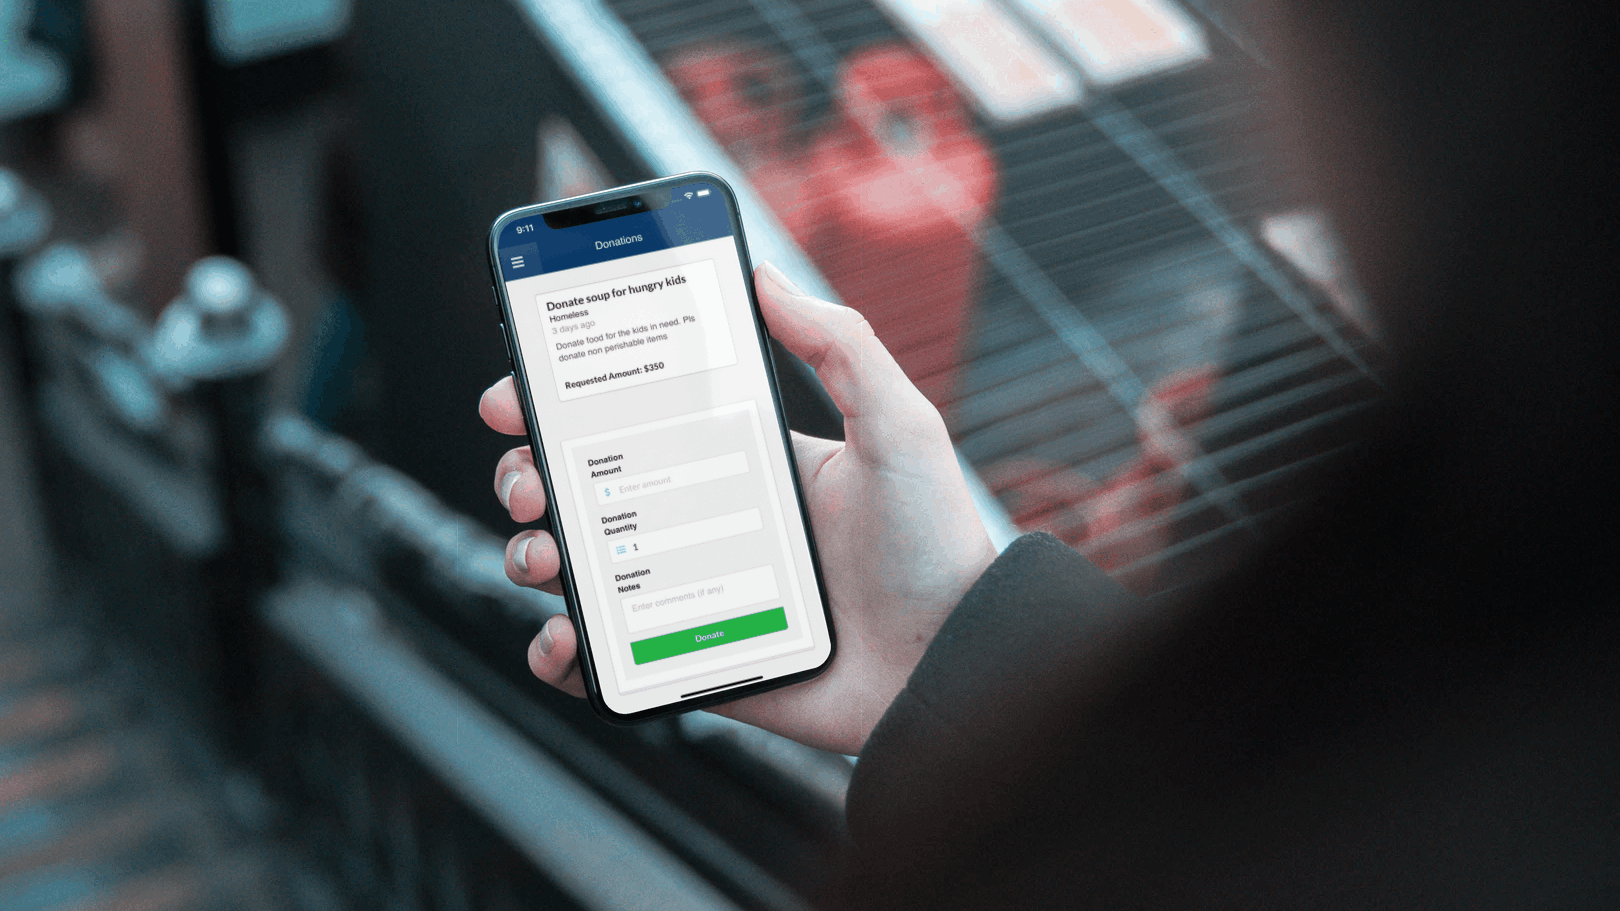 9:11
Donations
Donate soup for hungry kids
Homeless
3 days ago
Donate food for the kids in need. Pls
donate non perishable items
Requested Amount: $350
Donation
Amount
$ Enter amount
Donation
Quantity
1
Donation
Notes
Enter comments (if any)
Donate